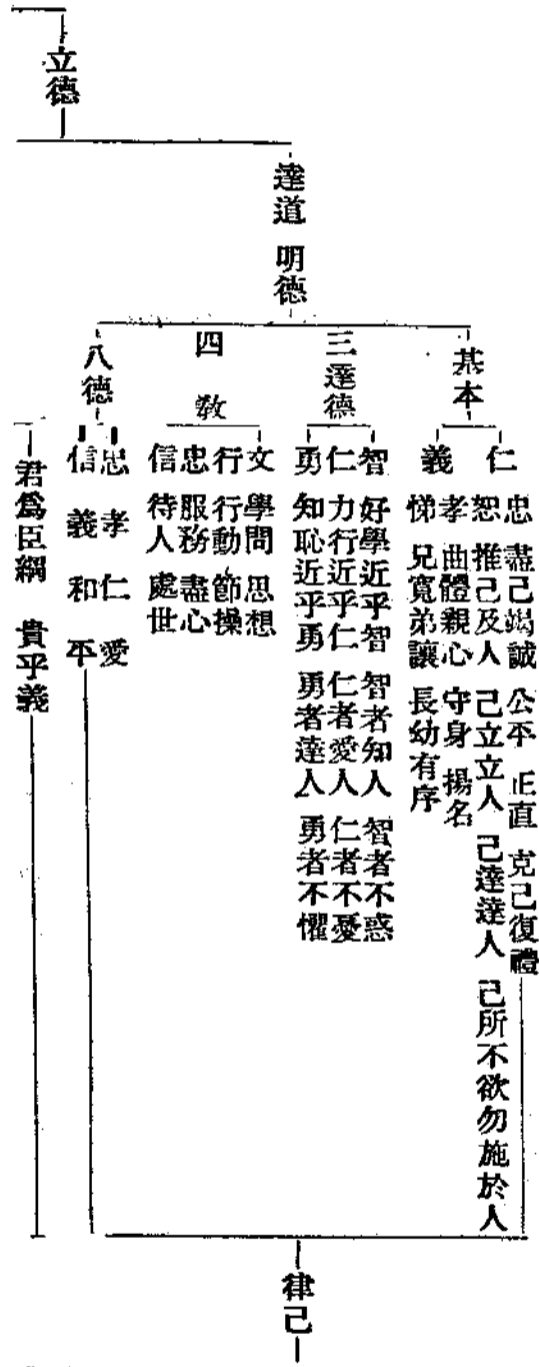 立德
達道 明德
基本
仁
忠 盡己竭誠 公平 正直 克己復禮
恕 推己及人 己立立人 己達達人 己所不欲勿施於人
義
孝 曲體親心 守身 揚名
悌 兄寬弟讓 長幼有序
三達德
智 好學近乎智 智者知人 智者不惑
仁 力行近乎仁 仁者愛人 仁者不憂
勇 知恥近乎勇 勇者達人 勇者不懼
四教
文 學問 思想
行 行動 節操
忠 服務 盡心
信 待人 處世
八德
忠 孝 仁 愛
信 義 和 平
君爲臣綱 貴乎義
律己